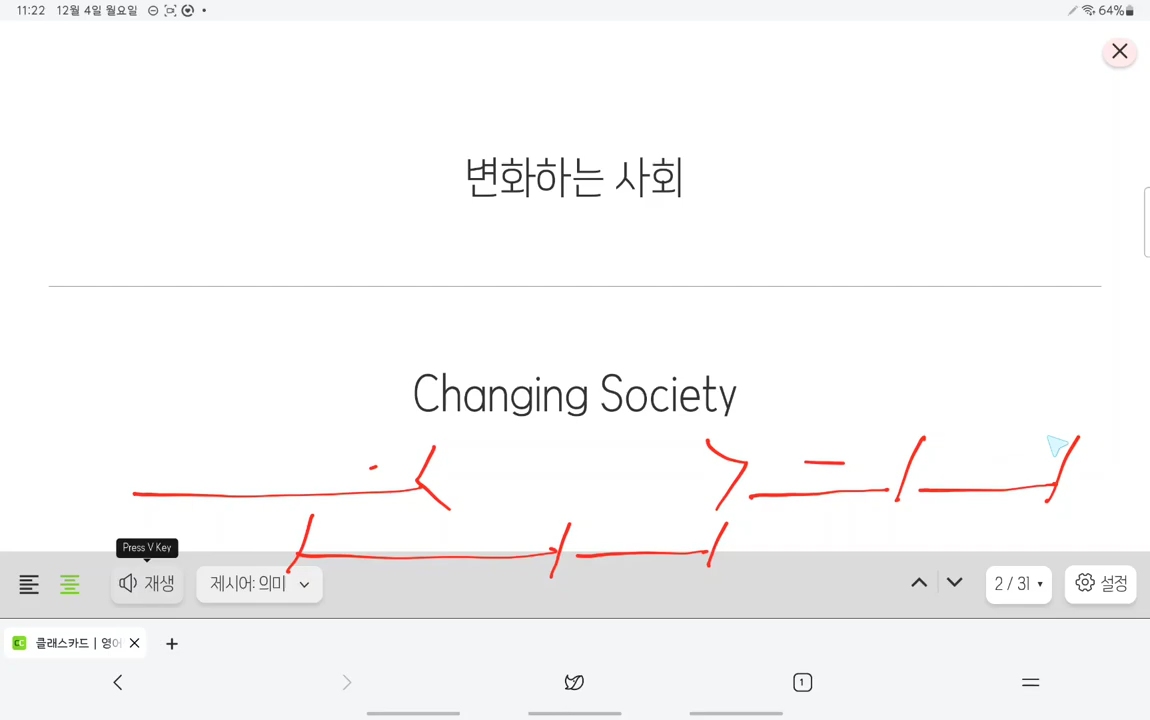 11:22 12월 4일 월요일 64%
변화하는 사회
Changing Society
Press V Key
재생 제시어: 의미 2 / 31 설정
클래스카드 | 영어
1